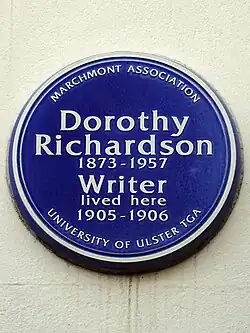 MARCHMONT ASSOCIATION
Dorothy
Richardson
1873-1957
Writer
lived here
1905-1906
UNIVERSITY OF ULSTER TGA